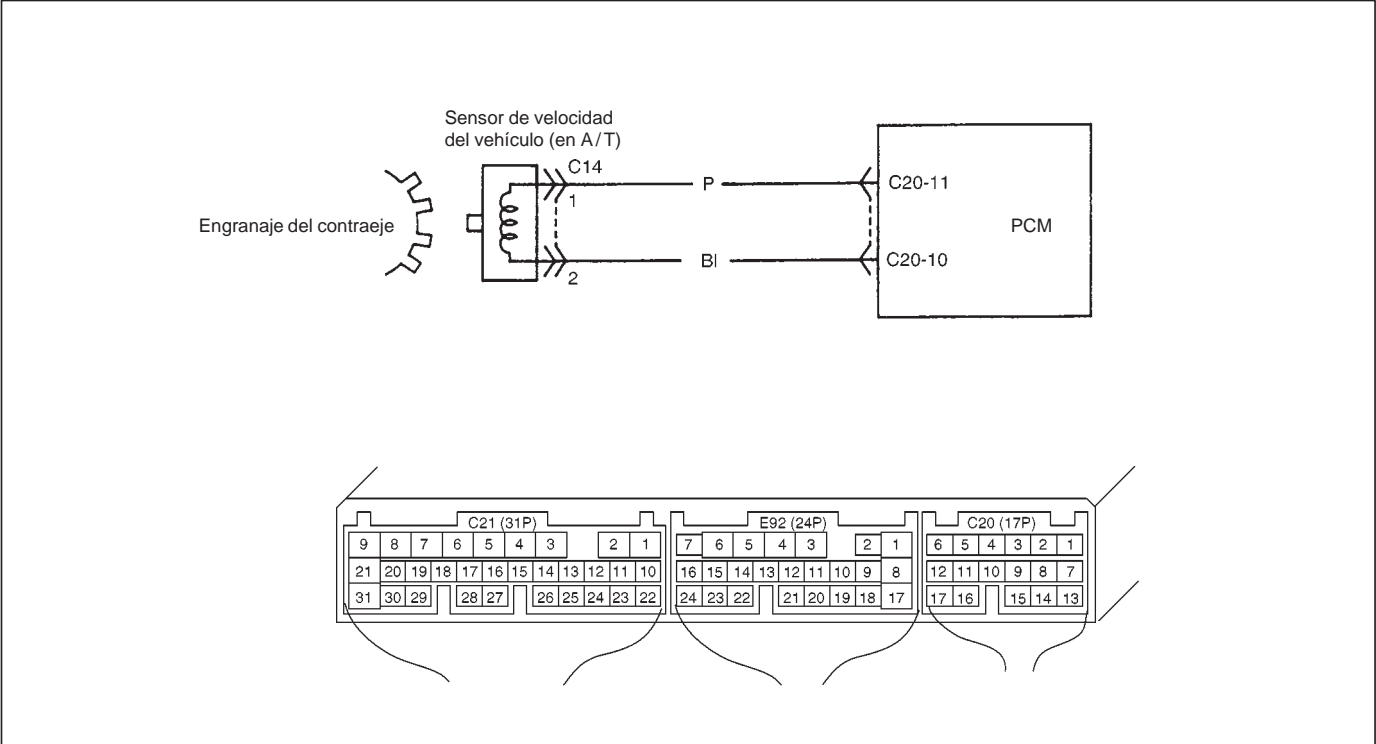 Sensor de velocidad
del vehículo (en A/T)
C14
1
P
C20-11
Engranaje del contraeje
PCM
2
Bl
C20-10
C21 (31P) E92 (24P) C20 (17P)
9 8 7 6 5 4 3 2 1 7 6 5 4 3 2 1 6 5 4 3 2 1
21 20 19 18 17 16 15 14 13 12 11 10 16 15 14 13 12 11 10 9 8 12 11 10 9 8 7
31 30 29 28 27 26 25 24 23 22 24 23 22 21 20 19 18 17 17 16 15 14 13